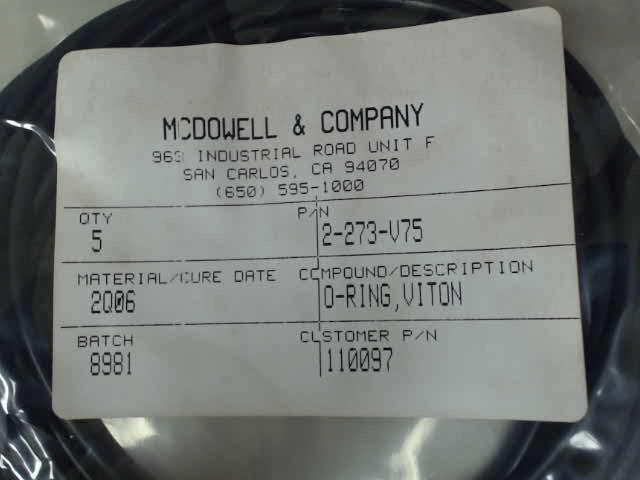 MCDOWELL & COMPANY
963 INDUSTRIAL ROAD UNIT F
SAN CARLOS, CA 94070
(650) 595-1000
QTY P/N
5 2-273-V75
MATERIAL/CURE DATE COMPOUND/DESCRIPTION
2Q06 O-RING,VITON
BATCH CUSTOMER P/N
8981 110097